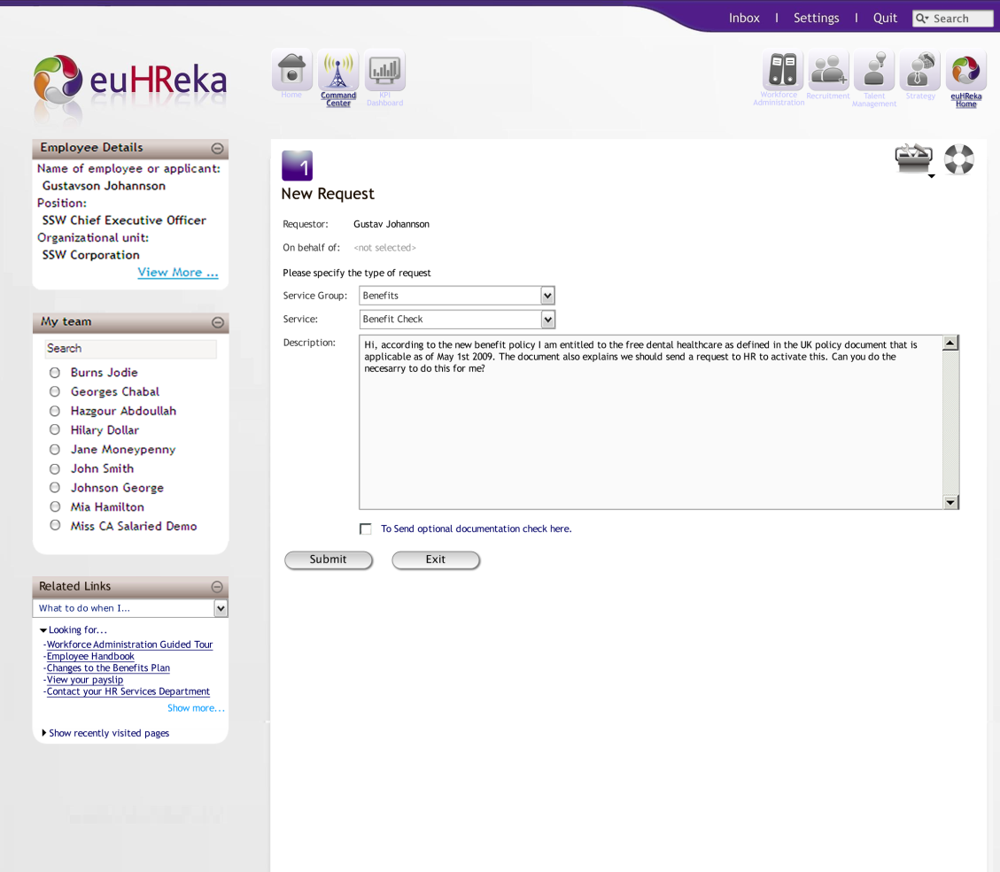 Inbox | Settings | Quit Search
euHReka
Home
Command
Center
KPI
Dashboard
Workforce
Administration
Recruitment
Talent
Management
Strategy
euHReka
Home
Employee Details
Name of employee or applicant:
Gustavson Johannson
Position:
SSW Chief Executive Officer
Organizational unit:
SSW Corporation
View More ...
My team
Search
Burns Jodie
Georges Chabal
Hazgour Abdoullah
Hilary Dollar
Jane Moneypenny
John Smith
Johnson George
Mia Hamilton
Miss CA Salaried Demo
Related Links
What to do when I...
Looking for...
-Workforce Administration Guided Tour
-Employee Handbook
-Changes to the Benefits Plan
-View your payslip
-Contact your HR Services Department
Show more...
Show recently visited pages
1
New Request
Requestor: Gustav Johannson
On behalf of: <not selected>
Please specify the type of request
Service Group: Benefits
Service: Benefit Check
Description:
Hi, according to the new benefit policy I am entitled to the free dental healthcare as defined in the UK policy document that is
applicable as of May 1st 2009. The document also explains we should send a request to HR to activate this. Can you do the
necesarry to do this for me?
To Send optional documentation check here.
Submit Exit